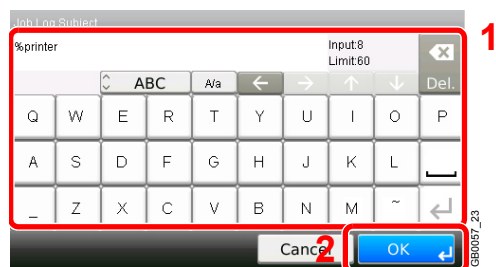 Job Log Subject
1
%printer
Input:8
Limit:60
ABC
A/a
Del.
Q W E R T Y U I O P
A S D F G H J K L
_ Z X C V B N M ~
2
Cancel
OK
GB0057_23